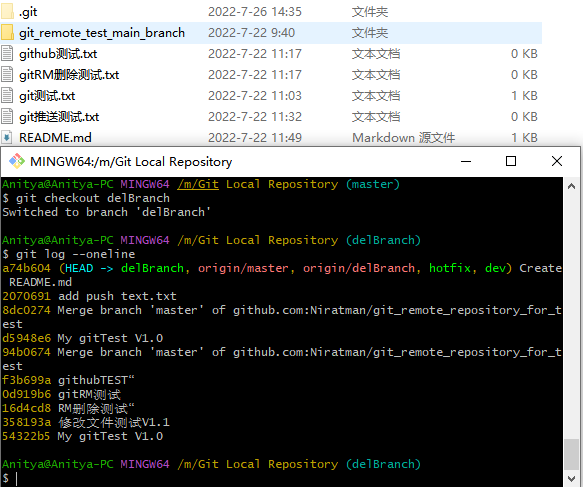 .git 2022-7-26 14:35 文件夹
git_remote_test_main_branch 2022-7-22 9:40 文件夹
github测试.txt 2022-7-22 11:17 文本文档 0 KB
gitRM删除测试.txt 2022-7-22 11:17 文本文档 0 KB
git测试.txt 2022-7-22 11:03 文本文档 1 KB
git推送测试.txt 2022-7-22 11:32 文本文档 0 KB
README.md 2022-7-22 11:49 Markdown 源文件 1 KB
MINGW64:/m/Git Local Repository
Anitya@Anitya-PC MINGW64 /m/Git Local Repository (master)
$ git checkout delBranch
Switched to branch 'delBranch'
Anitya@Anitya-PC MINGW64 /m/Git Local Repository (delBranch)
$ git log --oneline
a74b604 (HEAD -> delBranch, origin/master, origin/delBranch, hotfix, dev) Create
README.md
2070691 add push text.txt
8dc0274 Merge branch 'master' of github.com:Niratman/git_remote_repository_for_t
est
d5948e6 My gitTest V1.0
94b0674 Merge branch 'master' of github.com:Niratman/git_remote_repository_for_t
est
f3b699a githubTEST“
0d919b6 gitRM测试
16d4cd8 RM删除测试“
358193a 修改文件测试V1.1
54322b5 My gitTest V1.0
Anitya@Anitya-PC MINGW64 /m/Git Local Repository (delBranch)
$